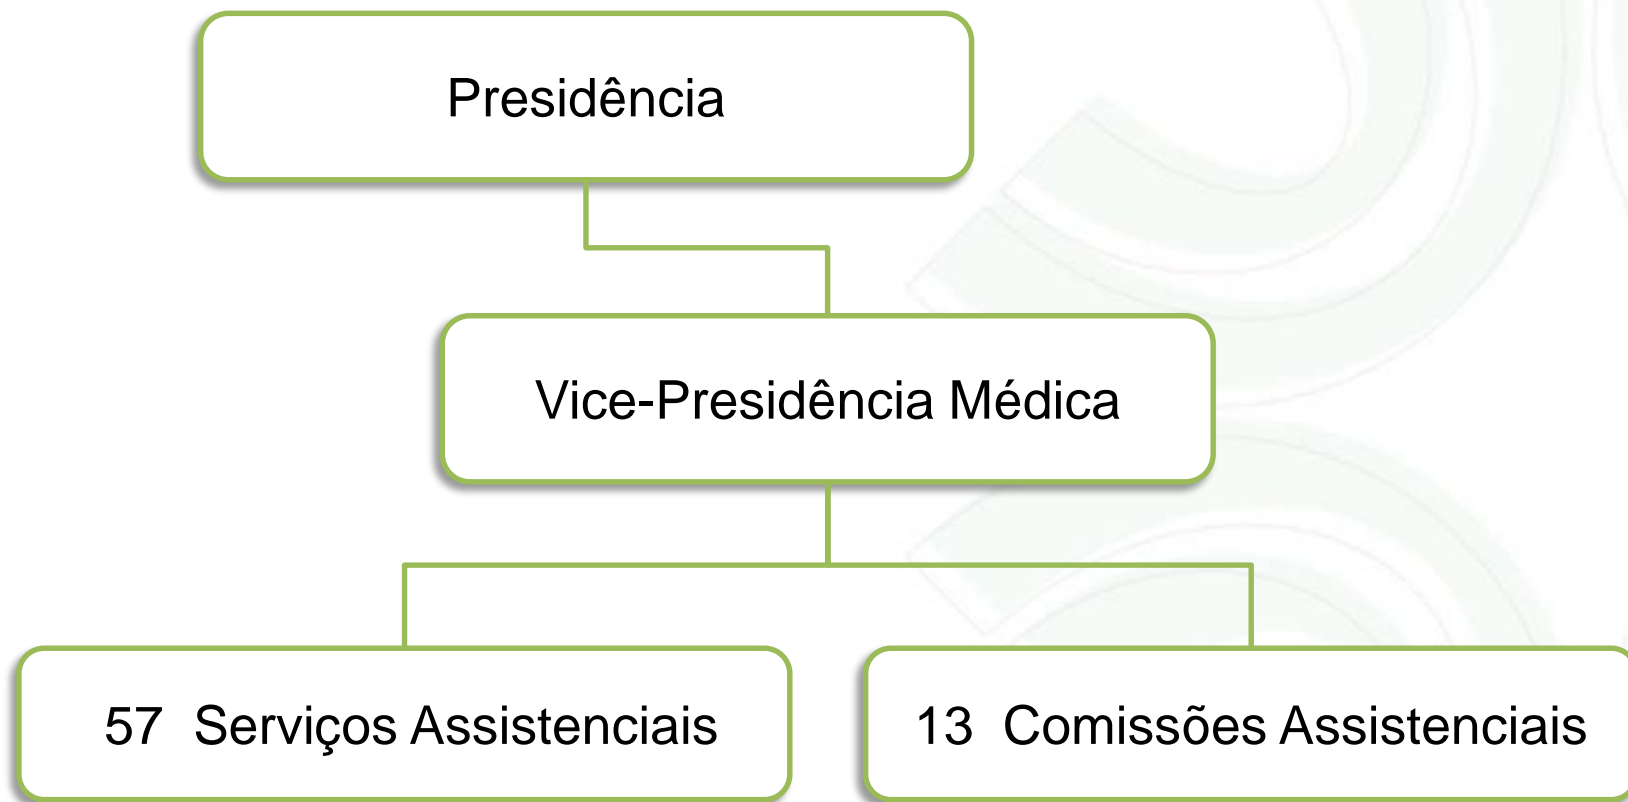 Presidência
Vice-Presidência Médica
57  Serviços Assistenciais
13  Comissões Assistenciais